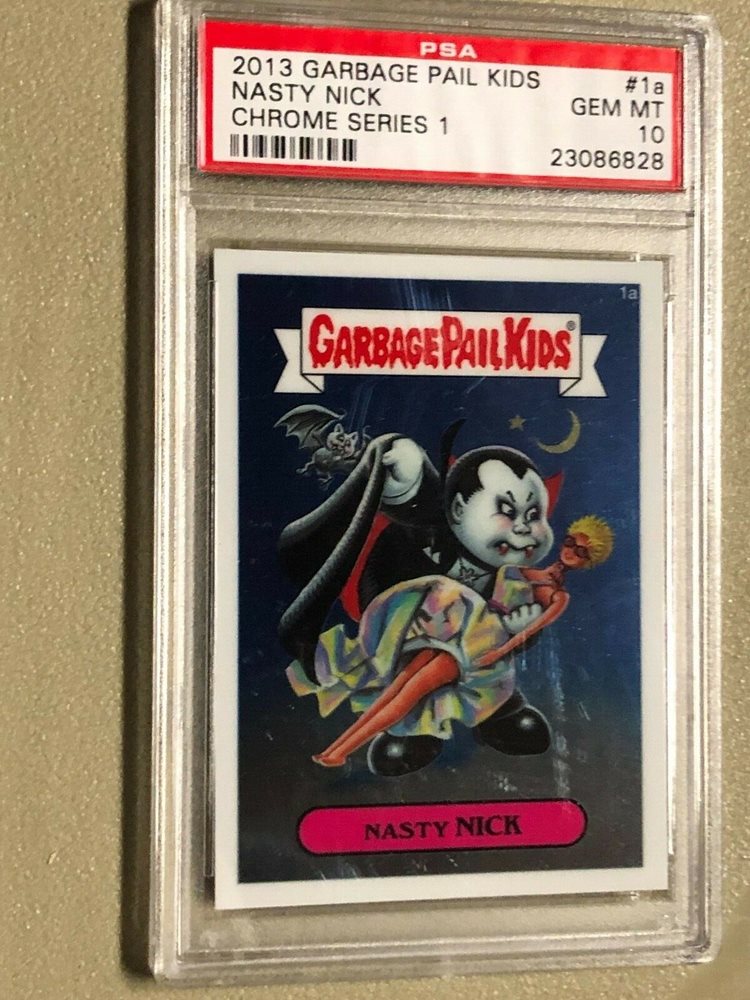 PSA
2013 GARBAGE PAIL KIDS #1a
NASTY NICK GEM MT
CHROME SERIES 1 10
23086828
1a
GARBAGE PAIL KIDS®
NASTY NICK